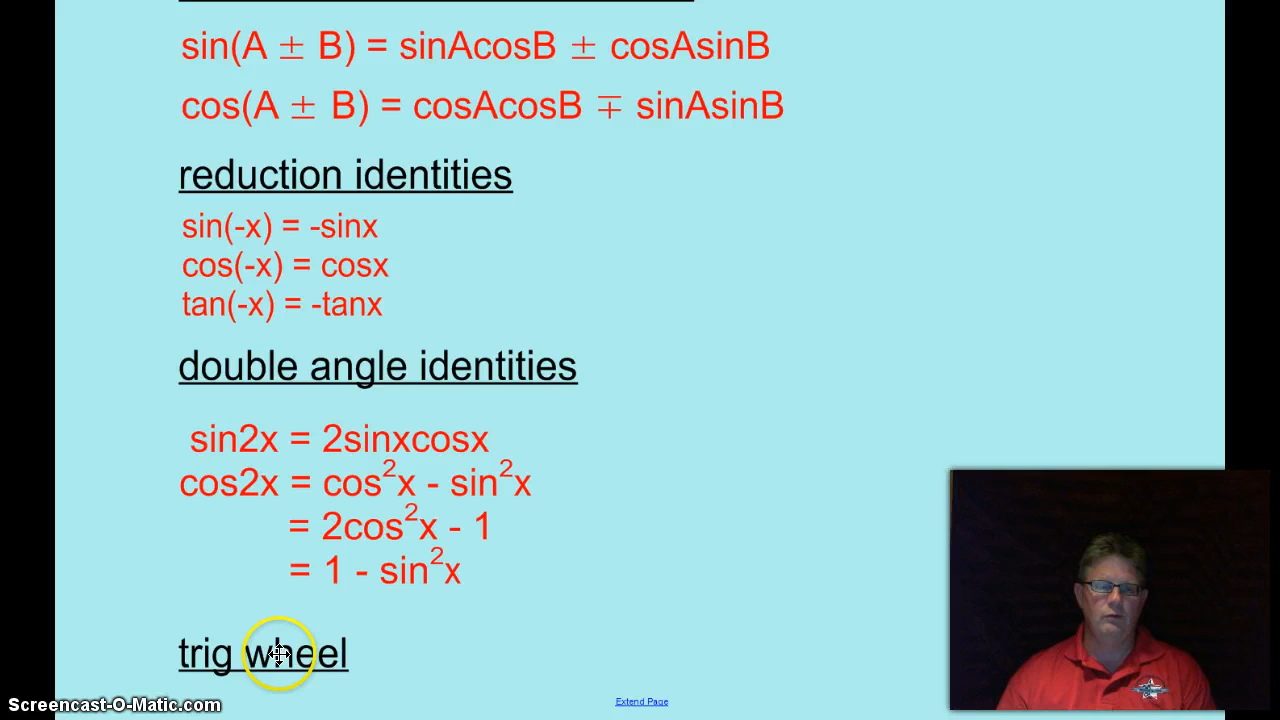 sin(A ± B) = sinAcosB ± cosAsinB
cos(A ± B) = cosAcosB ∓ sinAsinB
reduction identities
sin(-x) = -sinx
cos(-x) = cosx
tan(-x) = -tanx
double angle identities
sin2x = 2sinxcosx
cos2x = cos²x - sin²x
= 2cos²x - 1
= 1 - sin²x
trig wheel
Extend Page
Screencast-O-Matic.com